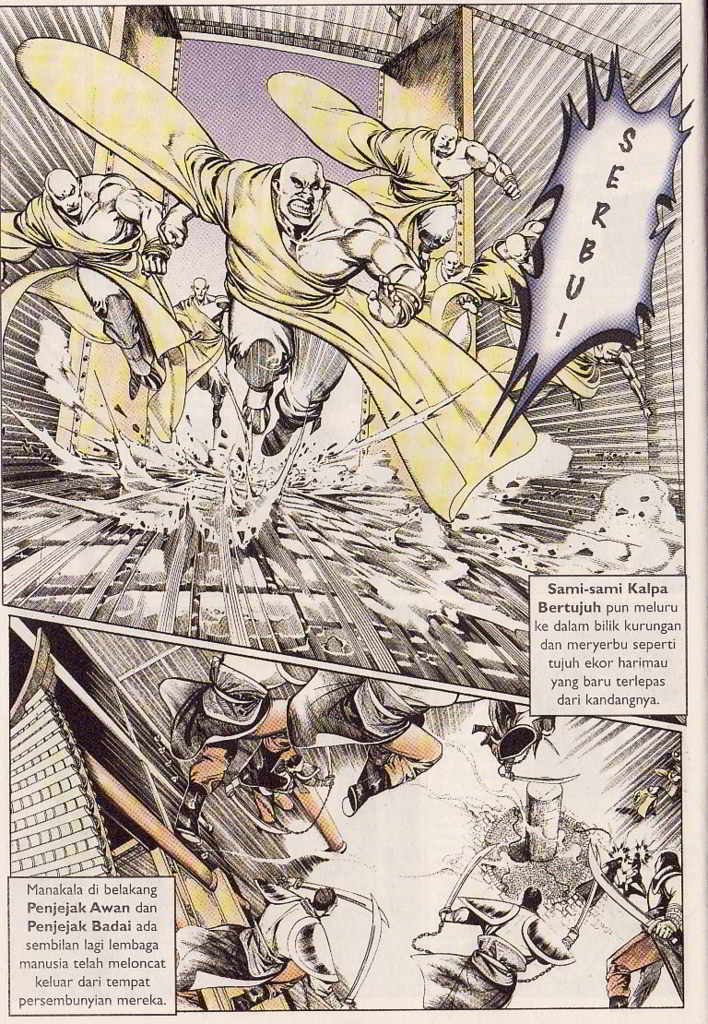 SERBU!
Sami-sami Kalpa
Bertujuh pun meluru
ke dalam bilik kurungan
dan meryerbu seperti
tujuh ekor harimau
yang baru terlepas
dari kandangnya.
Manakala di belakang
Penjejak Awan dan
Penjejak Badai ada
sembilan lagi lembaga
manusia telah meloncat
keluar dari tempat
persembunyian mereka.